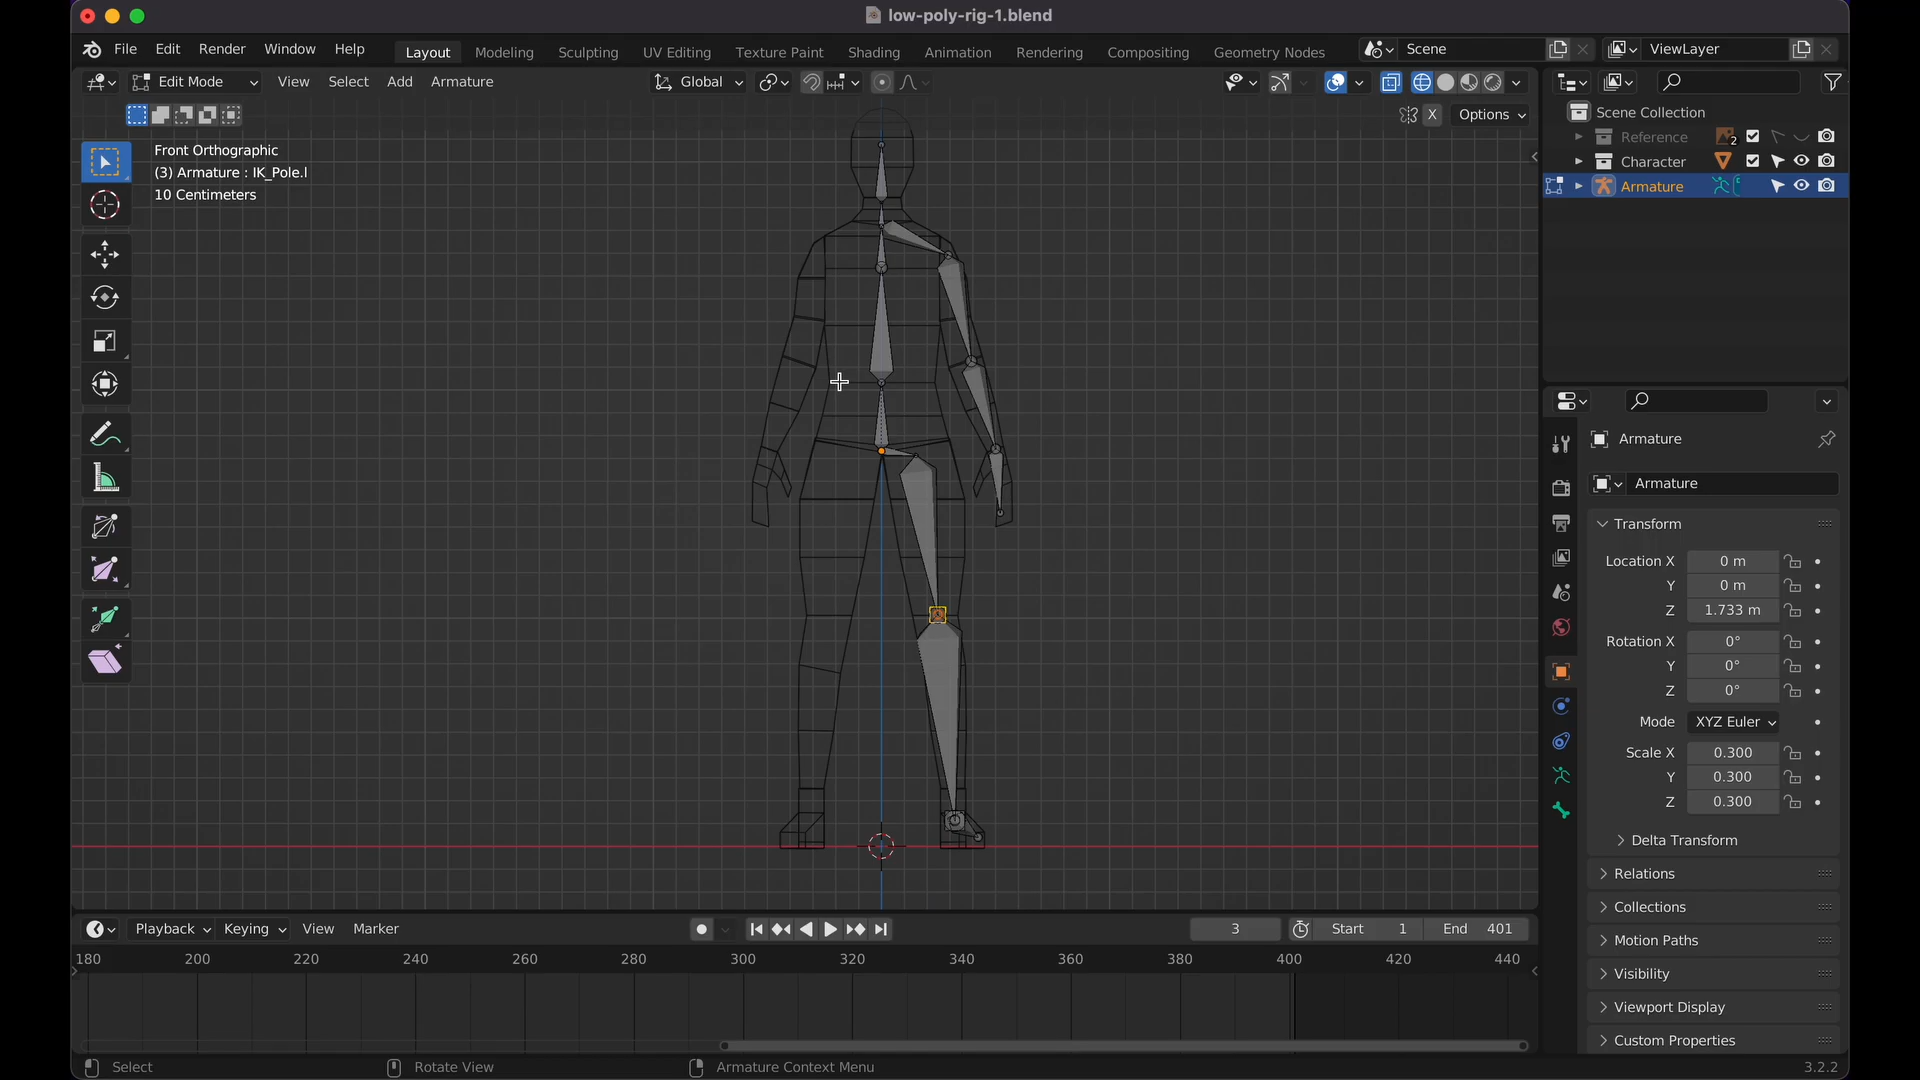 low-poly-rig-1.blend
File Edit Render Window Help Layout Modeling Sculpting UV Editing Texture Paint Shading Animation Rendering Compositing Geometry Nodes Scene ViewLayer
Edit Mode View Select Add Armature Global
X Options
Front Orthographic
(3) Armature : IK_Pole.l
10 Centimeters
Scene Collection
Reference 2
Character
Armature
Armature
Armature
Transform
Location X 0 m
Y 0 m
Z 1.733 m
Rotation X 0°
Y 0°
Z 0°
Mode XYZ Euler
Scale X 0.300
Y 0.300
Z 0.300
Delta Transform
Relations
Collections
Motion Paths
Visibility
Viewport Display
Custom Properties
Playback Keying View Marker 3 Start 1 End 401
180 200 220 240 260 280 300 320 340 360 380 400 420 440
Select Rotate View Armature Context Menu 3.2.2